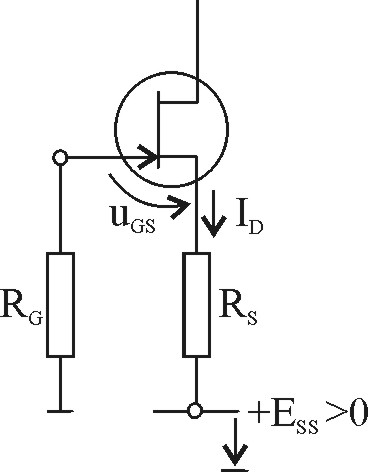 u_GS
I_D
R_G
R_S
+E_SS >0